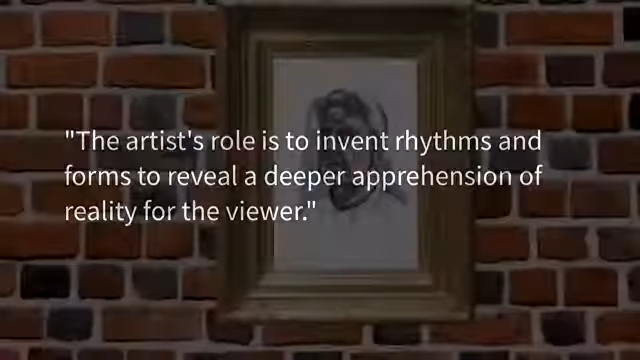 "The artist's role is to invent rhythms and
forms to reveal a deeper apprehension of
reality for the viewer."